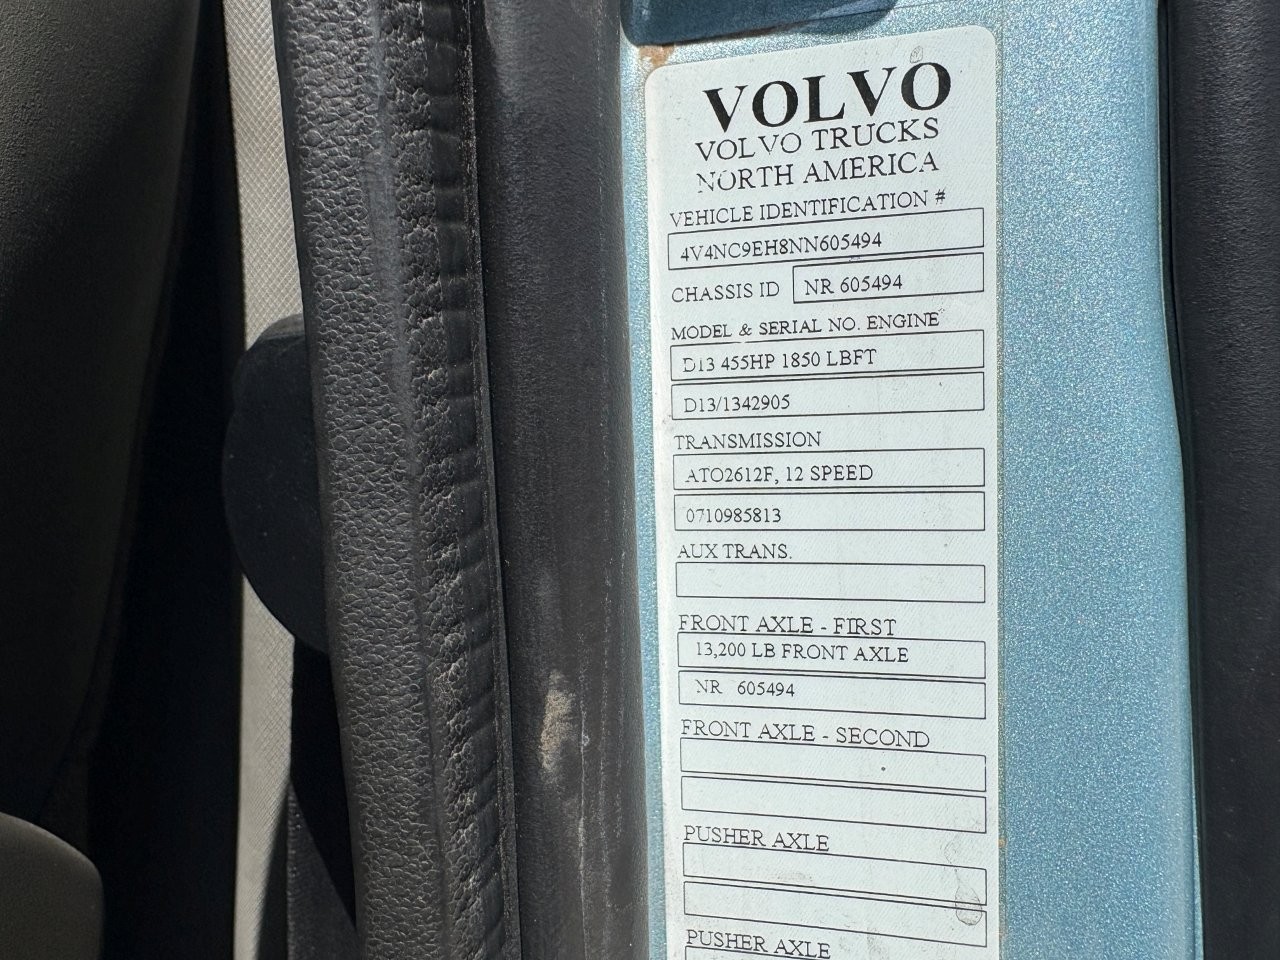 VOLVO
VOLVO TRUCKS
NORTH AMERICA
VEHICLE IDENTIFICATION #
4V4NC9EH8NN605494
CHASSIS ID NR 605494
MODEL & SERIAL NO. ENGINE
D13 455HP 1850 LBFT
D13/1342905
TRANSMISSION
ATO2612F, 12 SPEED
0710985813
AUX TRANS.
FRONT AXLE - FIRST
13,200 LB FRONT AXLE
NR 605494
FRONT AXLE - SECOND
PUSHER AXLE
PUSHER AXLE